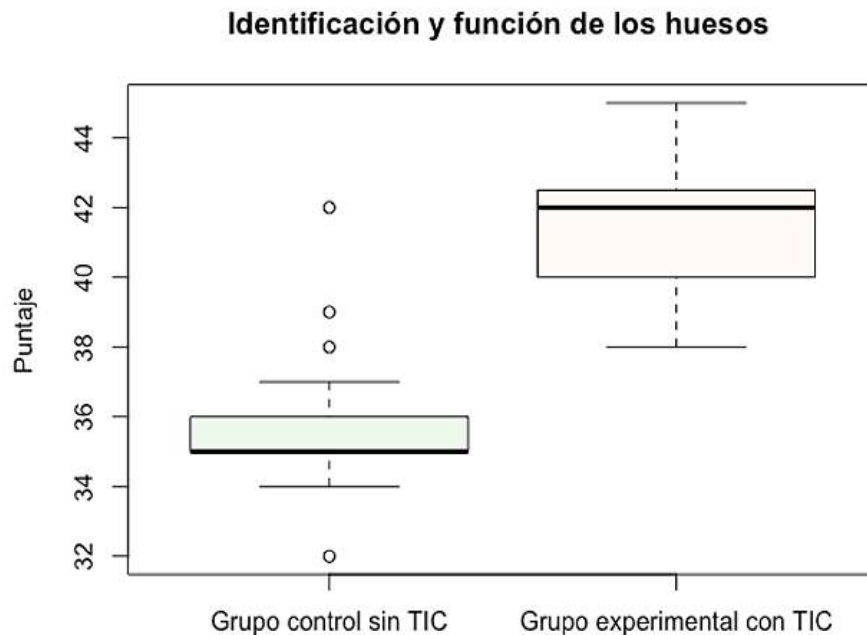 Identificación y función de los huesos
Puntaje
44
42
40
38
36
34
32
Grupo control sin TIC
Grupo experimental con TIC